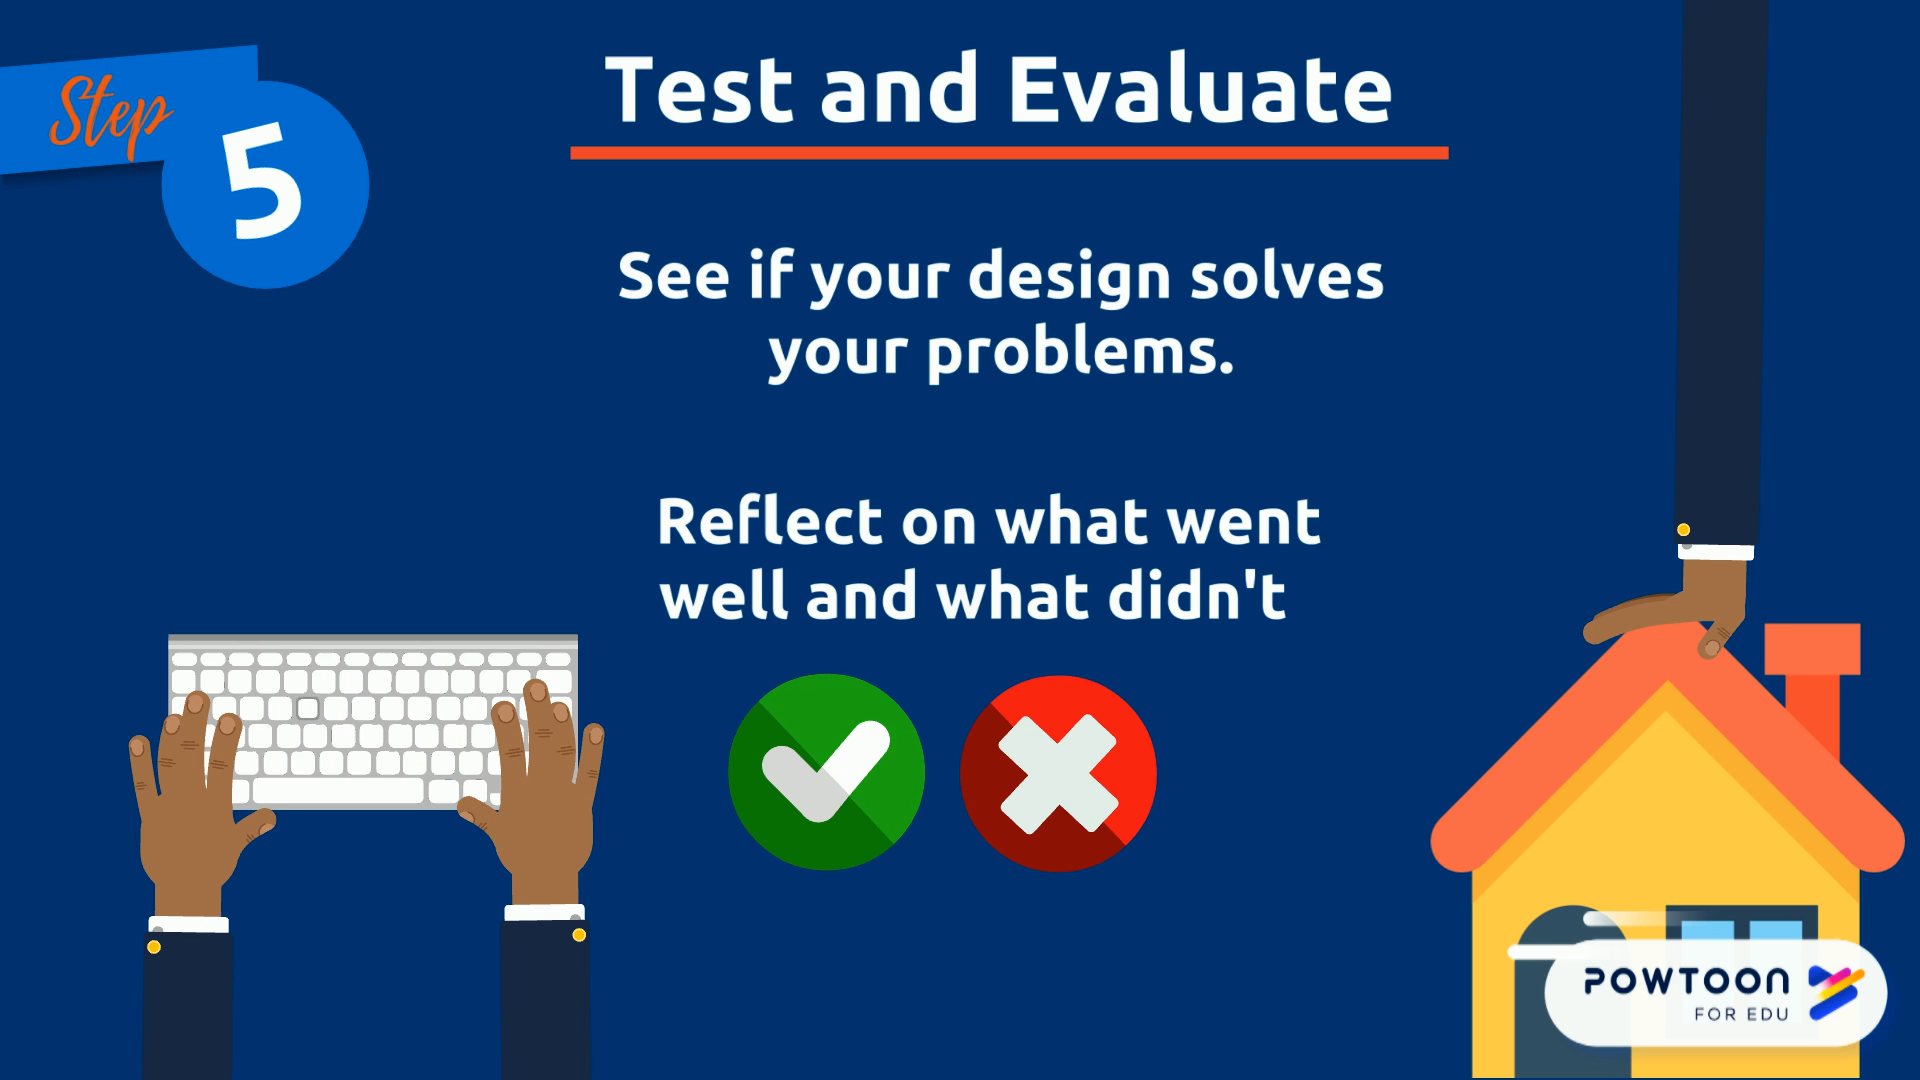 Step
5
Test and Evaluate
See if your design solves
your problems.
Reflect on what went
well and what didn't
POWTOON
FOR EDU